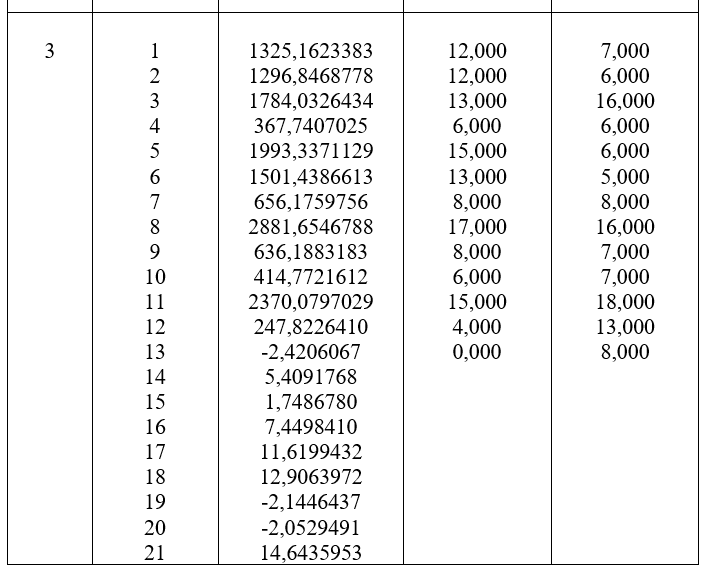 3 1 1325,1623383 12,000 7,000
2 1296,8468778 12,000 6,000
3 1784,0326434 13,000 16,000
4 367,7407025 6,000 6,000
5 1993,3371129 15,000 6,000
6 1501,4386613 13,000 5,000
7 656,1759756 8,000 8,000
8 2881,6546788 17,000 16,000
9 636,1883183 8,000 7,000
10 414,7721612 6,000 7,000
11 2370,0797029 15,000 18,000
12 247,8226410 4,000 13,000
13 -2,4206067 0,000 8,000
14 5,4091768
15 1,7486780
16 7,4498410
17 11,6199432
18 12,9063972
19 -2,1446437
20 -2,0529491
21 14,6435953